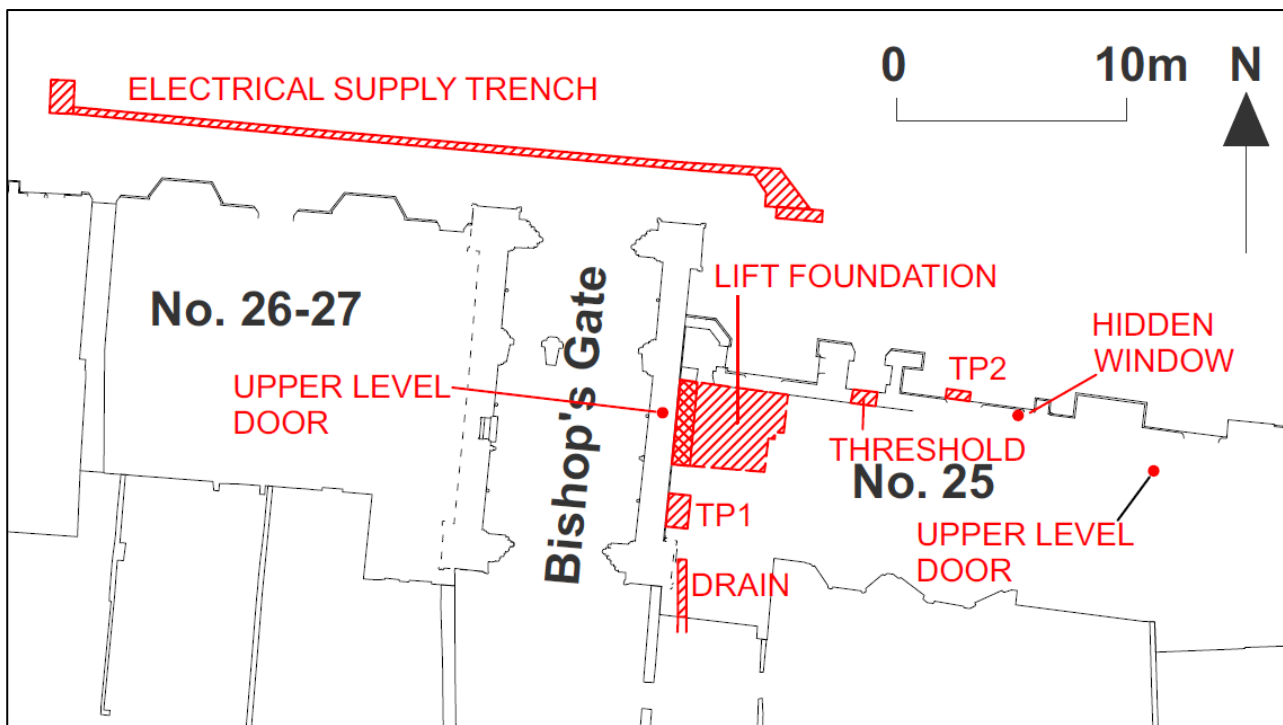 ELECTRICAL SUPPLY TRENCH
0 10m N
No. 26-27
Bishop's Gate
LIFT FOUNDATION
UPPER LEVEL
DOOR
HIDDEN
WINDOW
TP2
THRESHOLD
No. 25
TP1
UPPER LEVEL
DOOR
DRAIN